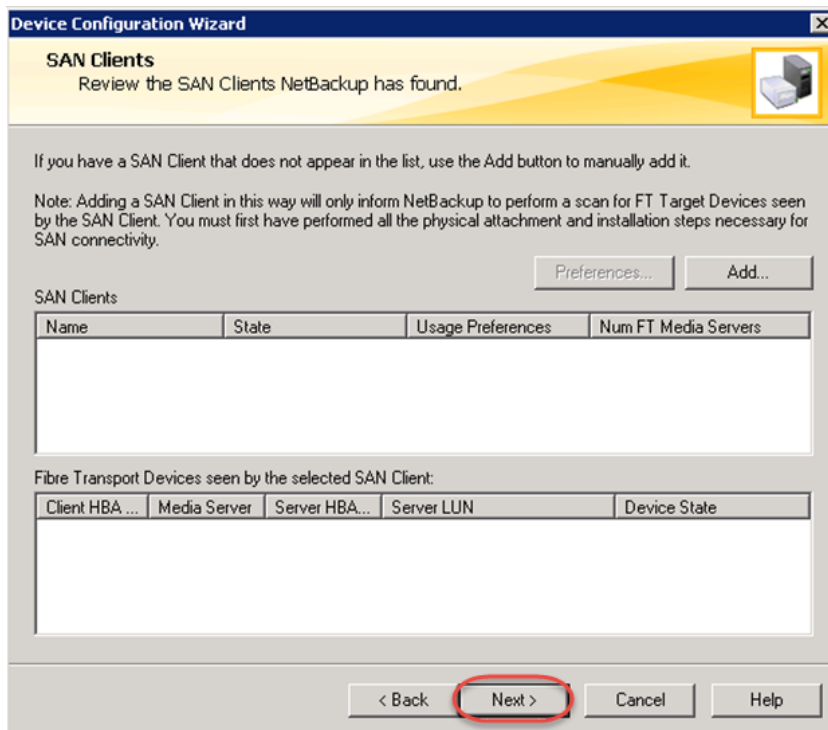 Device Configuration Wizard
SAN Clients
Review the SAN Clients NetBackup has found.
If you have a SAN Client that does not appear in the list, use the Add button to manually add it.
Note: Adding a SAN Client in this way will only inform NetBackup to perform a scan for FT Target Devices seen
by the SAN Client. You must first have performed all the physical attachment and installation steps necessary for
SAN connectivity.
Preferences... Add...
SAN Clients
Name State Usage Preferences Num FT Media Servers
Fibre Transport Devices seen by the selected SAN Client:
Client HBA ... Media Server Server HBA... Server LUN Device State
< Back Next > Cancel Help